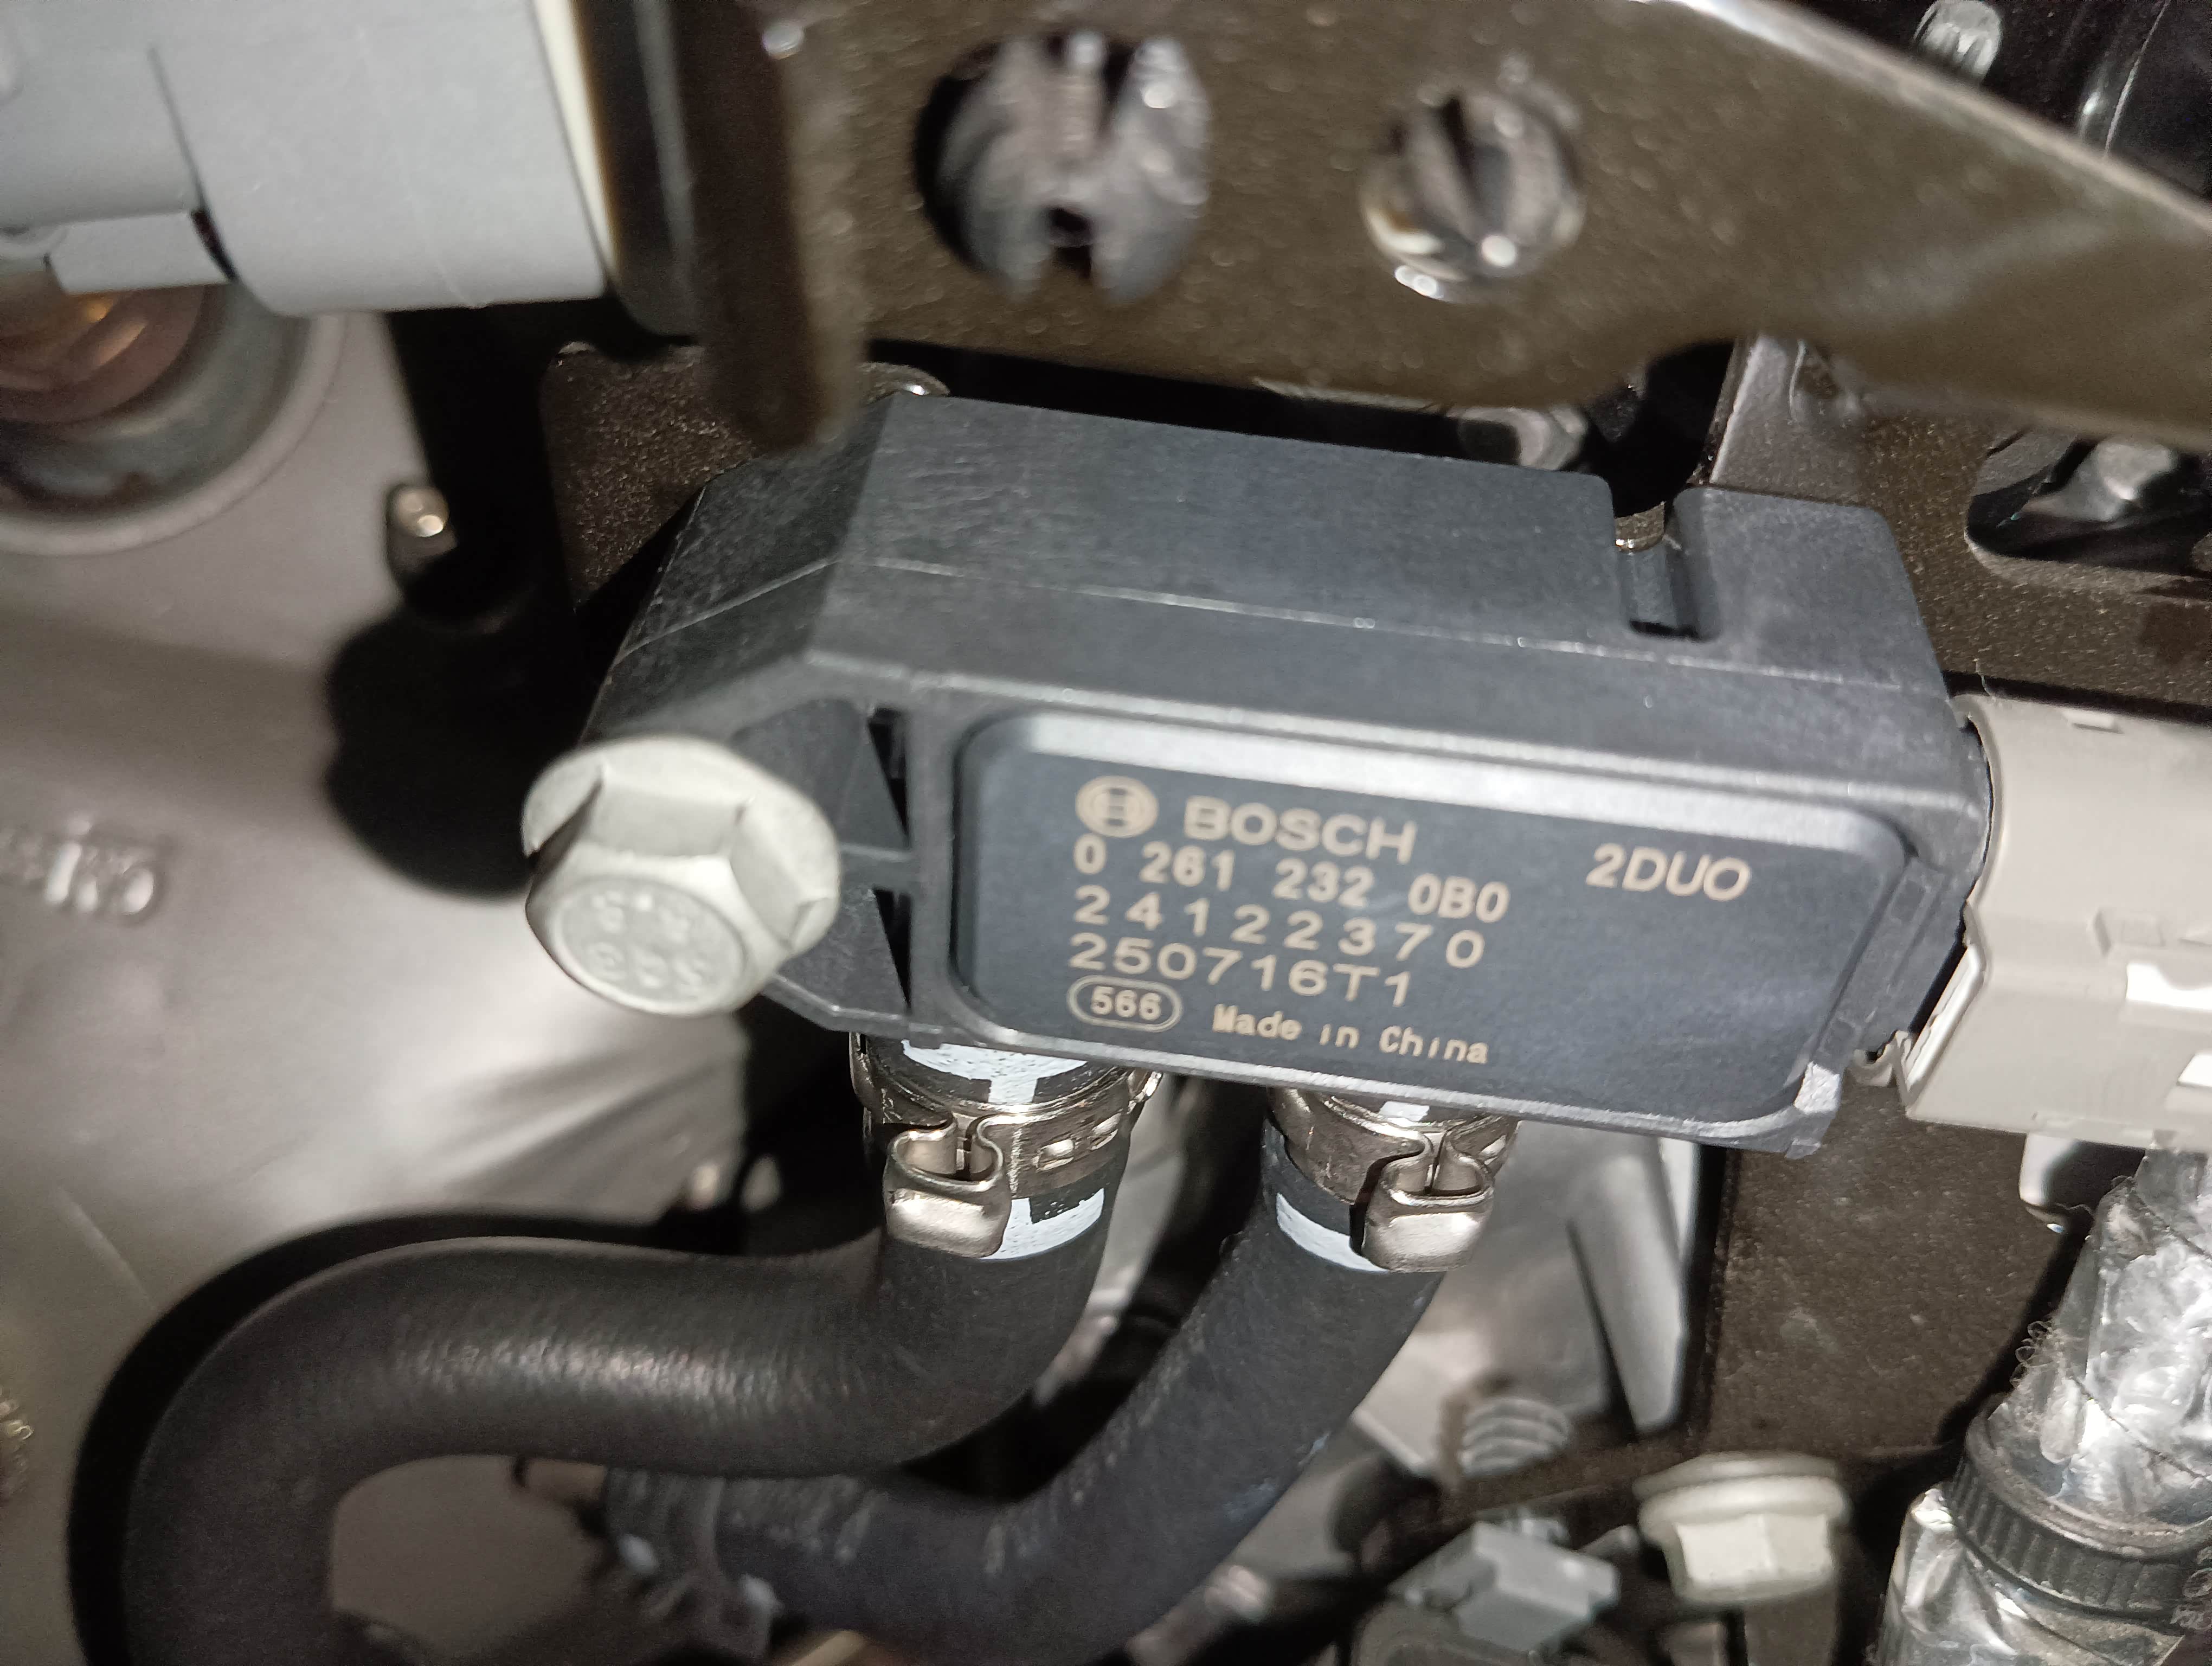 BOSCH
0 261 232 0B0 2DUO
24122370
250716T1
566 Made in China